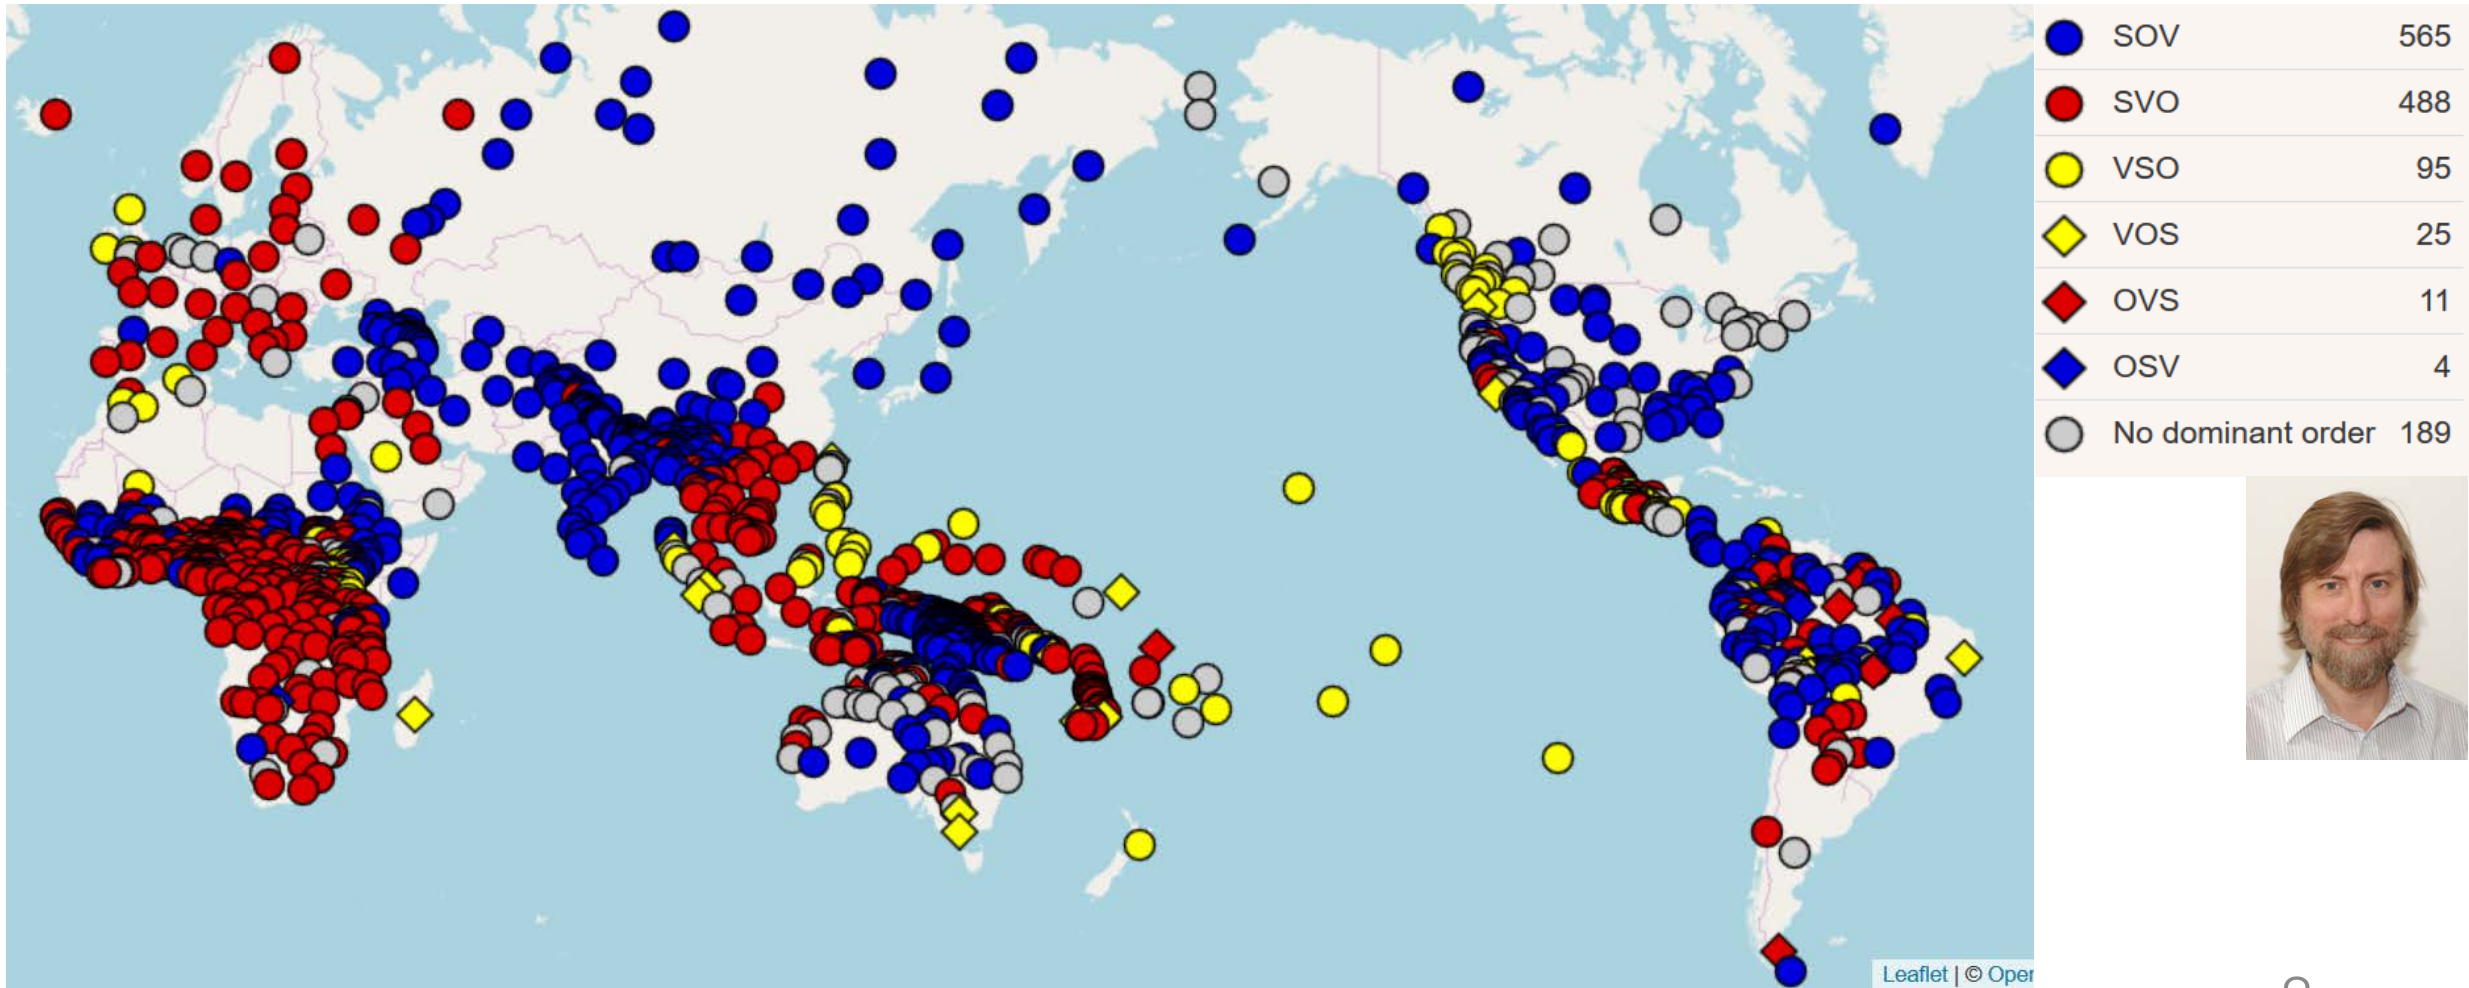 SOV 565
SVO 488
VSO 95
VOS 25
OVS 11
OSV 4
No dominant order 189
Leaflet | © Oper